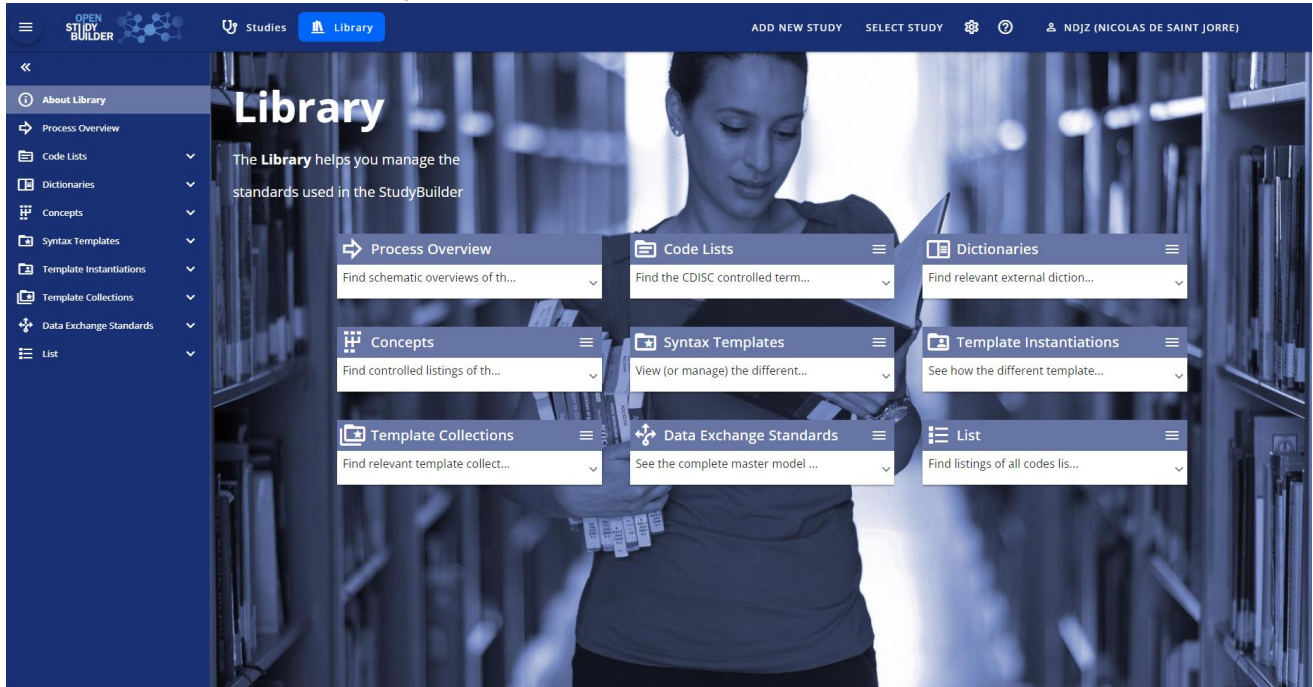 OPEN
STUDY
BUILDER
Studies
Library
ADD NEW STUDY
SELECT STUDY
NDJZ (NICOLAS DE SAINT JORRE)
About Library
Process Overview
Code Lists
Dictionaries
Concepts
Syntax Templates
Template Instantiations
Template Collections
Data Exchange Standards
List
Library
The Library helps you manage the
standards used in the StudyBuilder
Process Overview
Find schematic overviews of th...
Code Lists
Find the CDISC controlled term...
Dictionaries
Find relevant external diction...
Concepts
Find controlled listings of th...
Syntax Templates
View (or manage) the different...
Template Instantiations
See how the different template...
Template Collections
Find relevant template collect...
Data Exchange Standards
See the complete master model ...
List
Find listings of all codes lis...